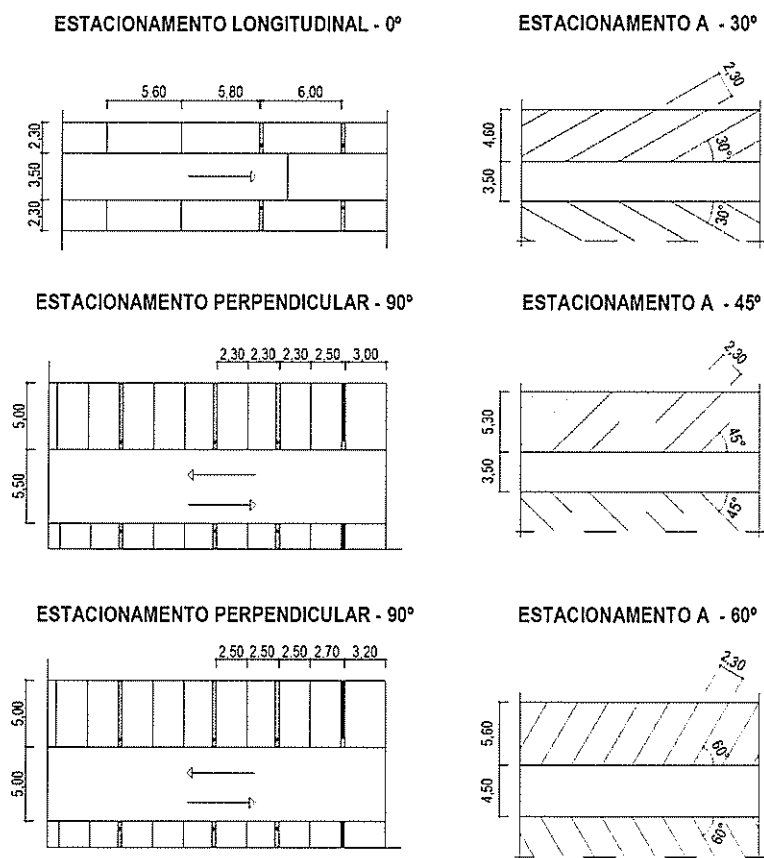 ESTACIONAMENTO LONGITUDINAL - 0º
5.60 5,80 6,00
2,30
3,50
2,30
ESTACIONAMENTO A - 30º
2,30
4,60
3,50
30º
30º
ESTACIONAMENTO PERPENDICULAR - 90º
2,30 2,30 2,30 2,50 3,00
5,00
5,50
ESTACIONAMENTO A - 45º
2,30
5,30
3,50
45º
45º
ESTACIONAMENTO PERPENDICULAR - 90º
2,50 2,50 2,50 2,70 3,20
5,00
5,00
ESTACIONAMENTO A - 60º
2,30
5,60
4,50
60º
60º